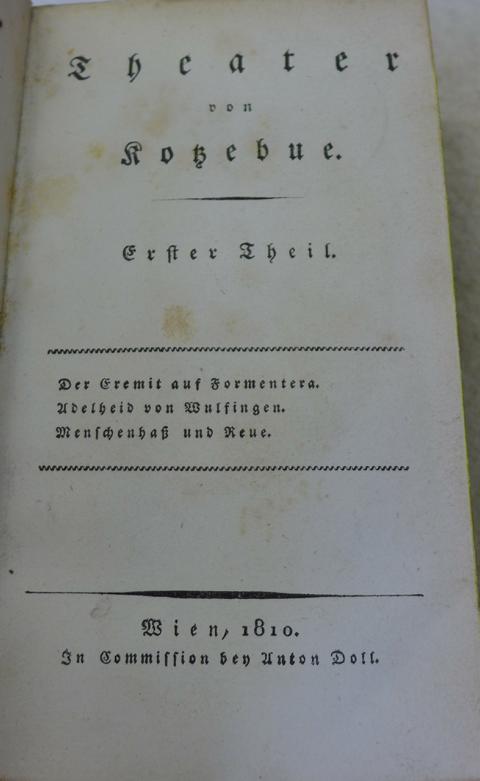 Theater
von
Kotzebue.
Erster Theil.
Der Eremit auf Formentera.
Adelheid von Wulfingen.
Menschenhaß und Reue.
Wien, 1810.
In Commission bey Anton Doll.